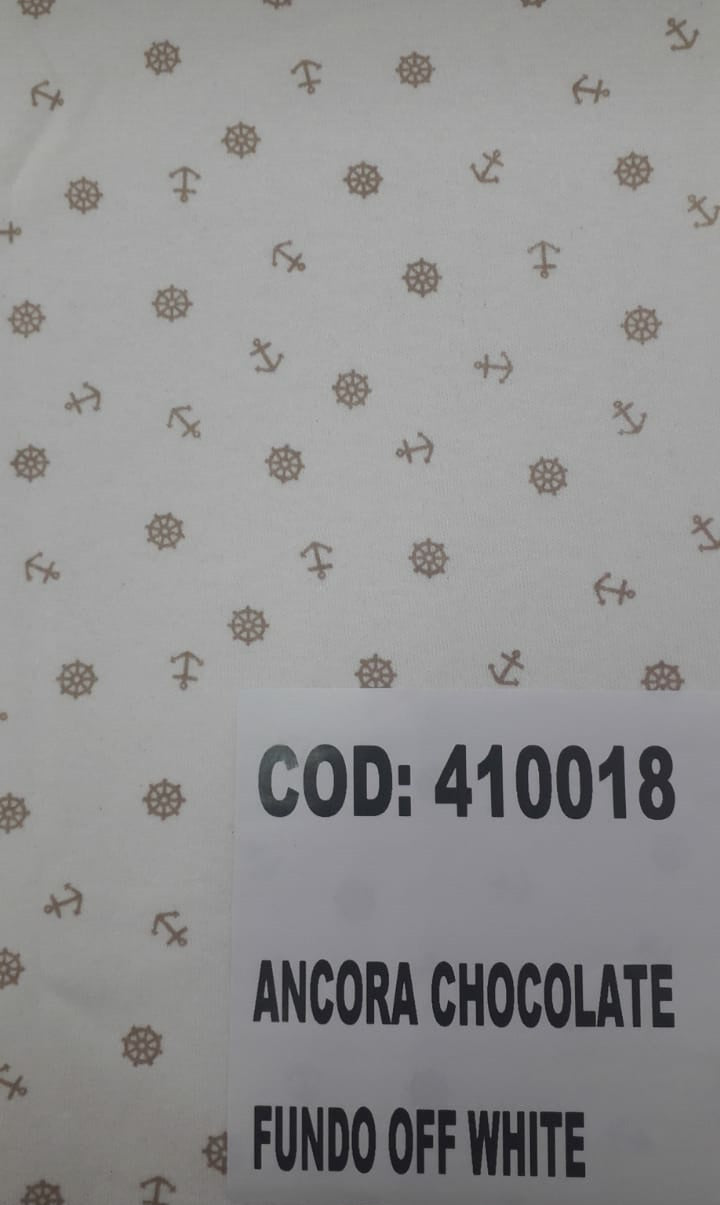 COD: 410018
ANCORA CHOCOLATE
FUNDO OFF WHITE